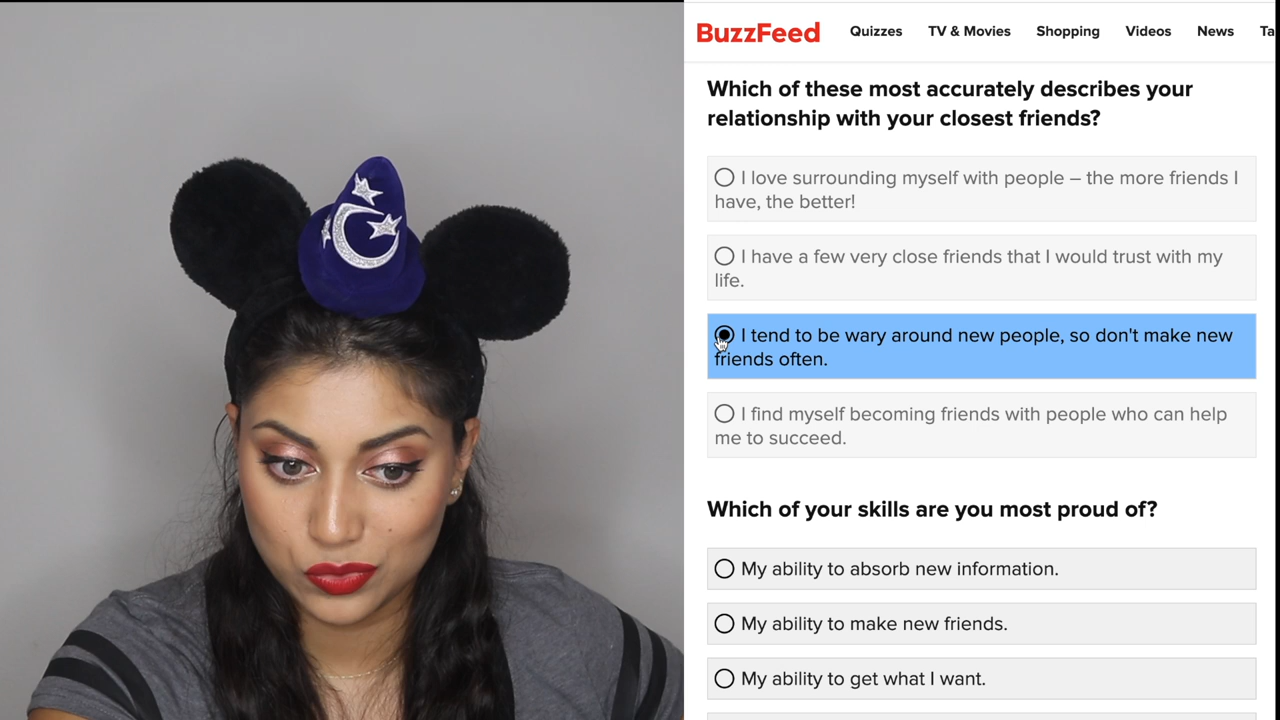 BuzzFeed Quizzes TV & Movies Shopping Videos News Ta
Which of these most accurately describes your
relationship with your closest friends?
I love surrounding myself with people – the more friends I
have, the better!
I have a few very close friends that I would trust with my
life.
I tend to be wary around new people, so don't make new
friends often.
I find myself becoming friends with people who can help
me to succeed.
Which of your skills are you most proud of?
My ability to absorb new information.
My ability to make new friends.
My ability to get what I want.